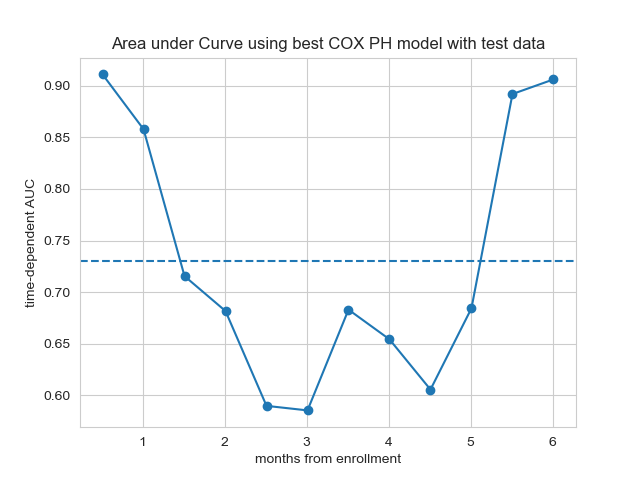 Area under Curve using best COX PH model with test data
time-dependent AUC
0.90
0.85
0.80
0.75
0.70
0.65
0.60
1 2 3 4 5 6
months from enrollment